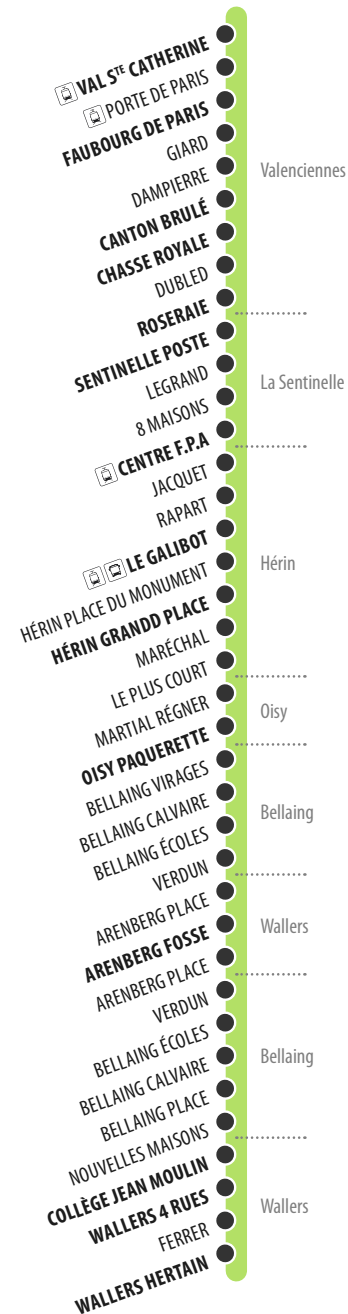 VAL STE CATHERINE
PORTE DE PARIS
FAUBOURG DE PARIS
GIARD
DAMPIERRE
Valenciennes
CANTON BRULÉ
CHASSE ROYALE
DUBLED
ROSERAIE
SENTINELLE POSTE
LEGRAND
La Sentinelle
8 MAISONS
CENTRE F.P.A
JACQUET
RAPART
LE GALIBOT
Hérin
HÉRIN PLACE DU MONUMENT
HÉRIN GRANDD PLACE
MARÉCHAL
LE PLUS COURT
MARTIAL RÉGNER
Oisy
OISY PAQUERETTE
BELLAING VIRAGES
BELLAING CALVAIRE
Bellaing
BELLAING ÉCOLES
VERDUN
ARENBERG PLACE
ARENBERG FOSSE
Wallers
ARENBERG PLACE
VERDUN
BELLAING ÉCOLES
BELLAING CALVAIRE
Bellaing
BELLAING PLACE
NOUVELLES MAISONS
COLLÈGE JEAN MOULIN
WALLERS 4 RUES
Wallers
FERRER
WALLERS HERTAIN